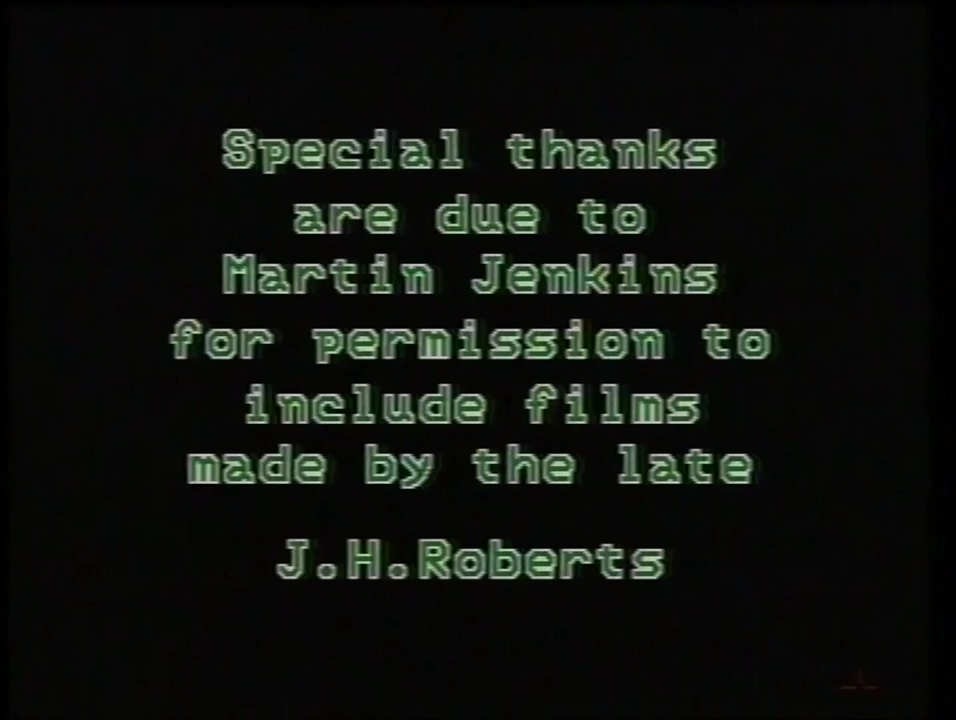 Special thanks
are due to
Martin Jenkins
for permission to
include films
made by the late
J.H.Roberts